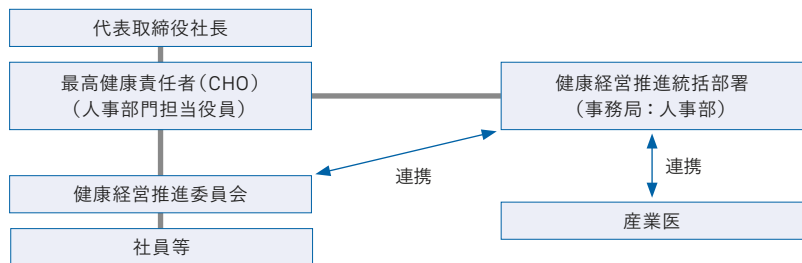 代表取締役社長
最高健康責任者（CHO）
（人事部門担当役員）
健康経営推進統括部署
（事務局：人事部）
連携
連携
健康経営推進委員会
産業医
社員等